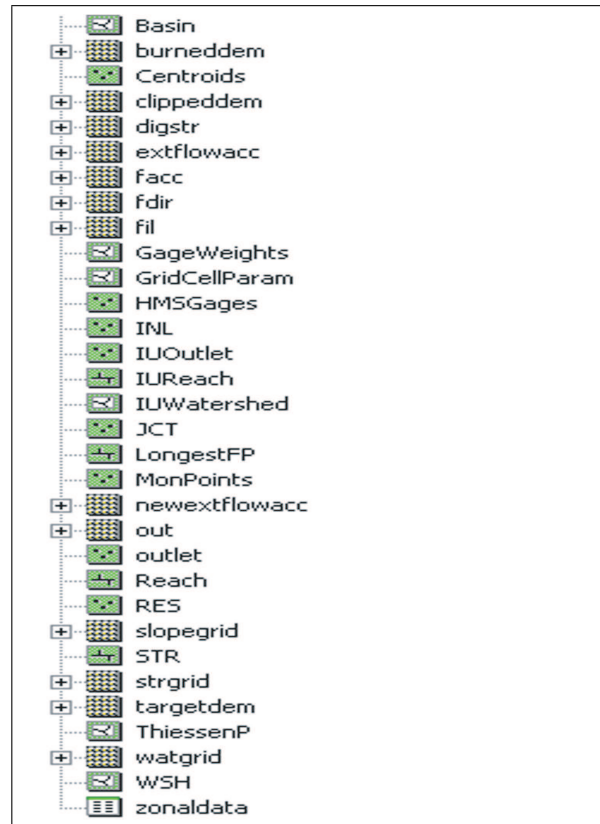 Basin
burneddem
Centroids
clippeddem
digstr
extflowacc
facc
fdir
fil
GageWeights
GridCellParam
HMSGages
INL
IUOutlet
IUReach
IUWatershed
JCT
LongestFP
MonPoints
newextflowacc
out
outlet
Reach
RES
slopegrid
STR
strgrid
targetdem
ThiessenP
watgrid
WSH
zonaldata